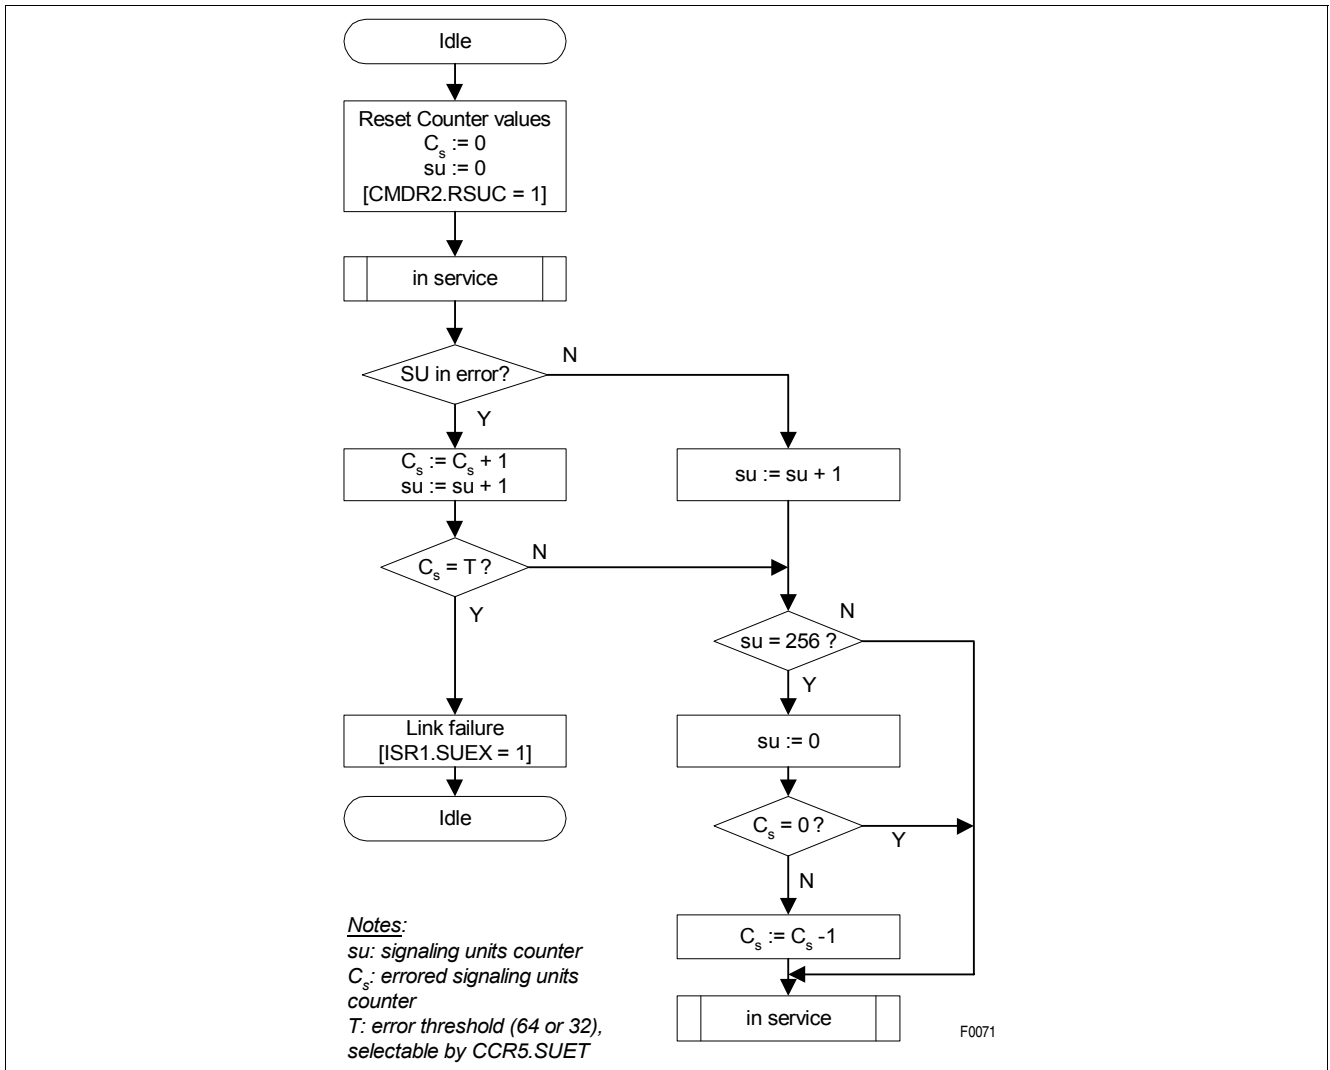 Idle
Reset Counter values
Cs := 0
su := 0
[CMDR2.RSUC = 1]
in service
SU in error?
N
Y
Cs := Cs + 1
su := su + 1
su := su + 1
Cs = T ?
N
Y
su = 256 ?
N
Y
Link failure
[ISR1.SUEX = 1]
su := 0
Idle
Cs = 0 ?
Y
N
Cs := Cs -1
in service
Notes:
su: signaling units counter
Cs: errored signaling units
counter
T: error threshold (64 or 32),
selectable by CCR5.SUET
F0071